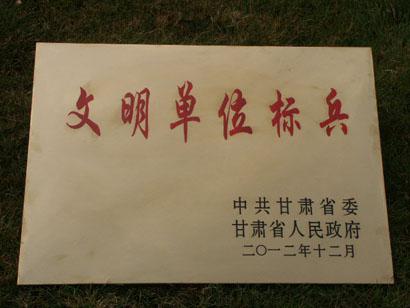 文明单位标兵
中共甘肃省委
甘肃省人民政府
二〇一二年十二月